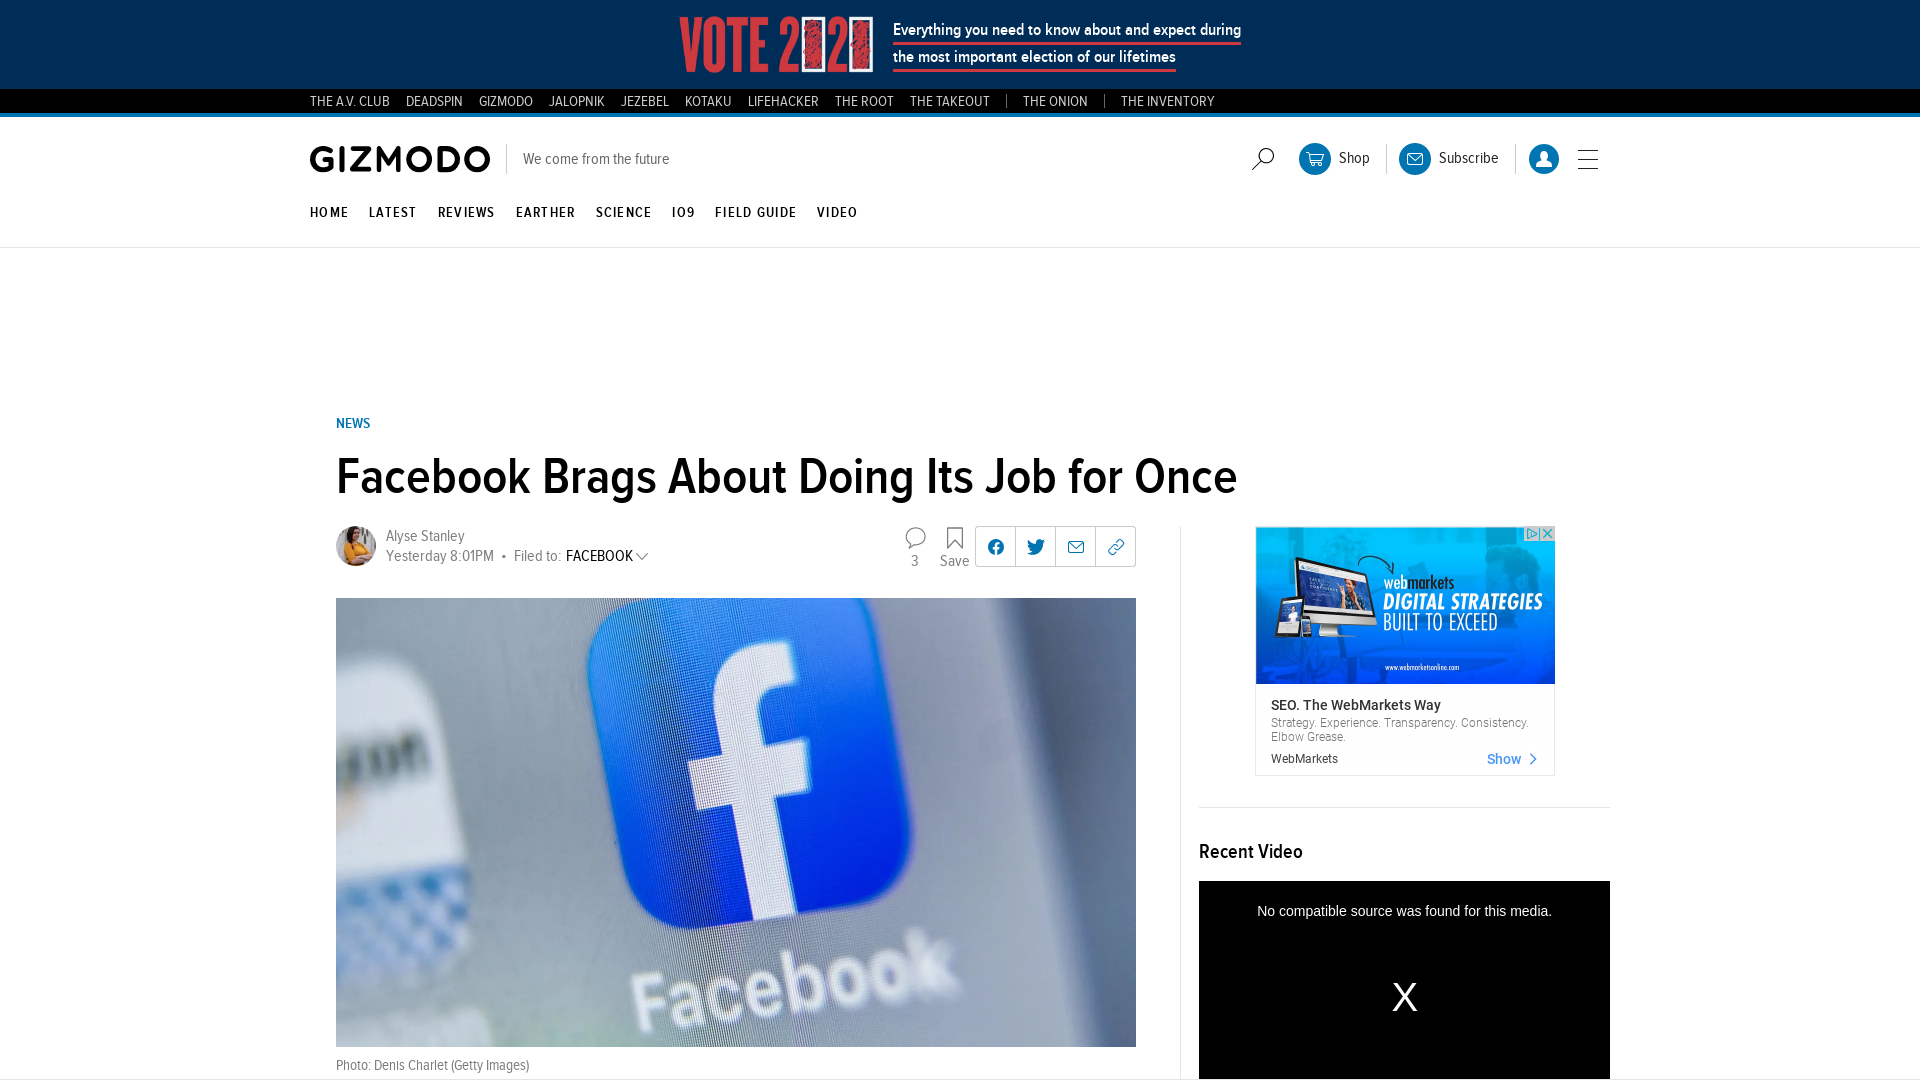 VOTE 2020
Everything you need to know about and expect during
the most important election of our lifetimes
THE A.V. CLUB DEADSPIN GIZMODO JALOPNIK JEZEBEL KOTAKU LIFEHACKER THE ROOT THE TAKEOUT THE ONION THE INVENTORY
GIZMODO We come from the future Shop Subscribe
HOME LATEST REVIEWS EARTHER SCIENCE IO9 FIELD GUIDE VIDEO
NEWS
Facebook Brags About Doing Its Job for Once
Alyse Stanley
Yesterday 8:01PM • Filed to: FACEBOOK
3 Save
Facebook
Photo: Denis Charlet (Getty Images)
webmarkets
DIGITAL STRATEGIES
BUILT TO EXCEED
www.webmarketsonline.com
SEO. The WebMarkets Way
Strategy. Experience. Transparency. Consistency.
Elbow Grease.
WebMarkets Show
Recent Video
No compatible source was found for this media.
X